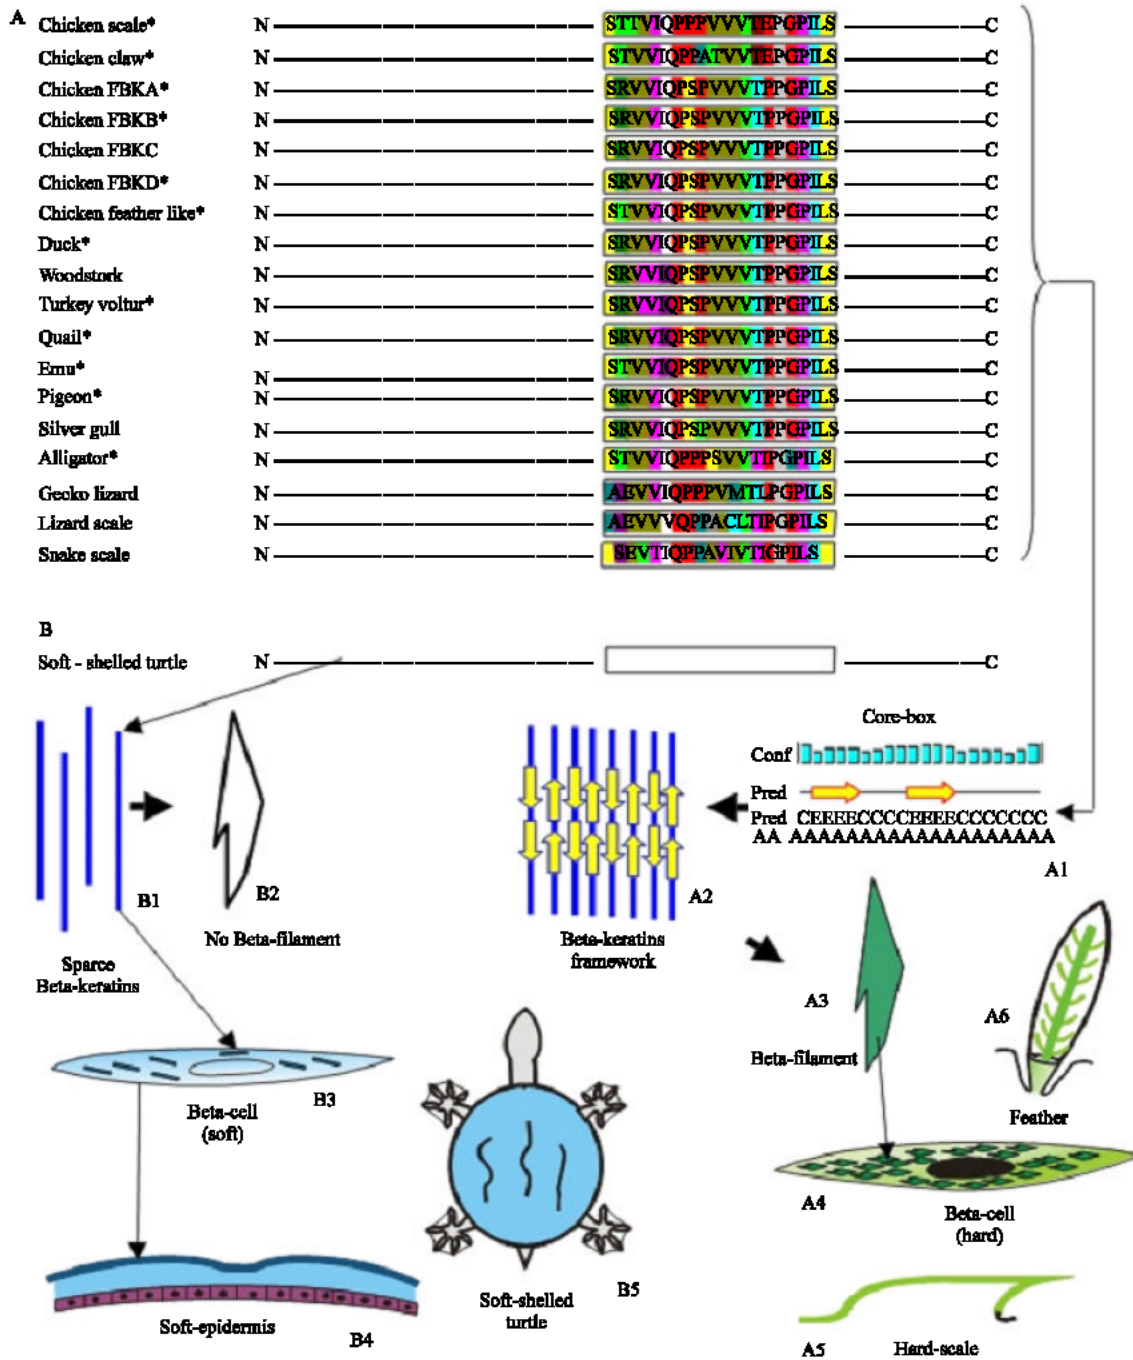 A
Chicken scale* N STTVIQPPPVVVTEPGPILS C
Chicken claw* N STVVIQPPATVVTEPGPILS C
Chicken FBKA* N SRVVIQPSPVVVTPPGPILS C
Chicken FBKB* N SRVVIQPSPVVVTPPGPILS C
Chicken FBKC N SRVVIQPSPVVVTPPGPILS C
Chicken FBKD* N SRVVIQPSPVVVTPPGPILS C
Chicken feather like* N STVVIQPSPVVVTPPGPILS C
Duck* N SRVVIQPSPVVVTPPGPILS C
Woodstork N SRVVIQPSPVVVTPPGPILS C
Turkey voltur* N SRVVIQPSPVVVTPPGPILS C
Quail* N SRVVIQPSPVVVTPPGPILS C
Emu* N STVVIQPSPVVVTPPGPILS C
Pigeon* N SRVVIQPSPVVVTPPGPILS C
Silver gull N SRVVIQPSPVVVTPPGPILS C
Alligator* N STVVIQPPPSVVTIPGPILS C
Gecko lizard N AEVVIQPPPVMTLPGPILS C
Lizard scale N AEVVVQPPACLTIPGPILS C
Snake scale N SEVTIQPPAVIVTIGPILS C
B
Soft - shelled turtle N C
Core-box
Conf
Pred
Pred CEEEECCCCEEEECCCCCCC
AA AAAAAAAAAAAAAAAAAAAA
A1
B1
B2
A2
No Beta-filament
Sparce
Beta-keratins
Beta-keratins
framework
A3
A6
Beta-filament
Feather
Beta-cell
(soft)
B3
A4
Beta-cell
(hard)
Soft-epidermis
B4
Soft-shelled
turtle
B5
A5
Hard-scale